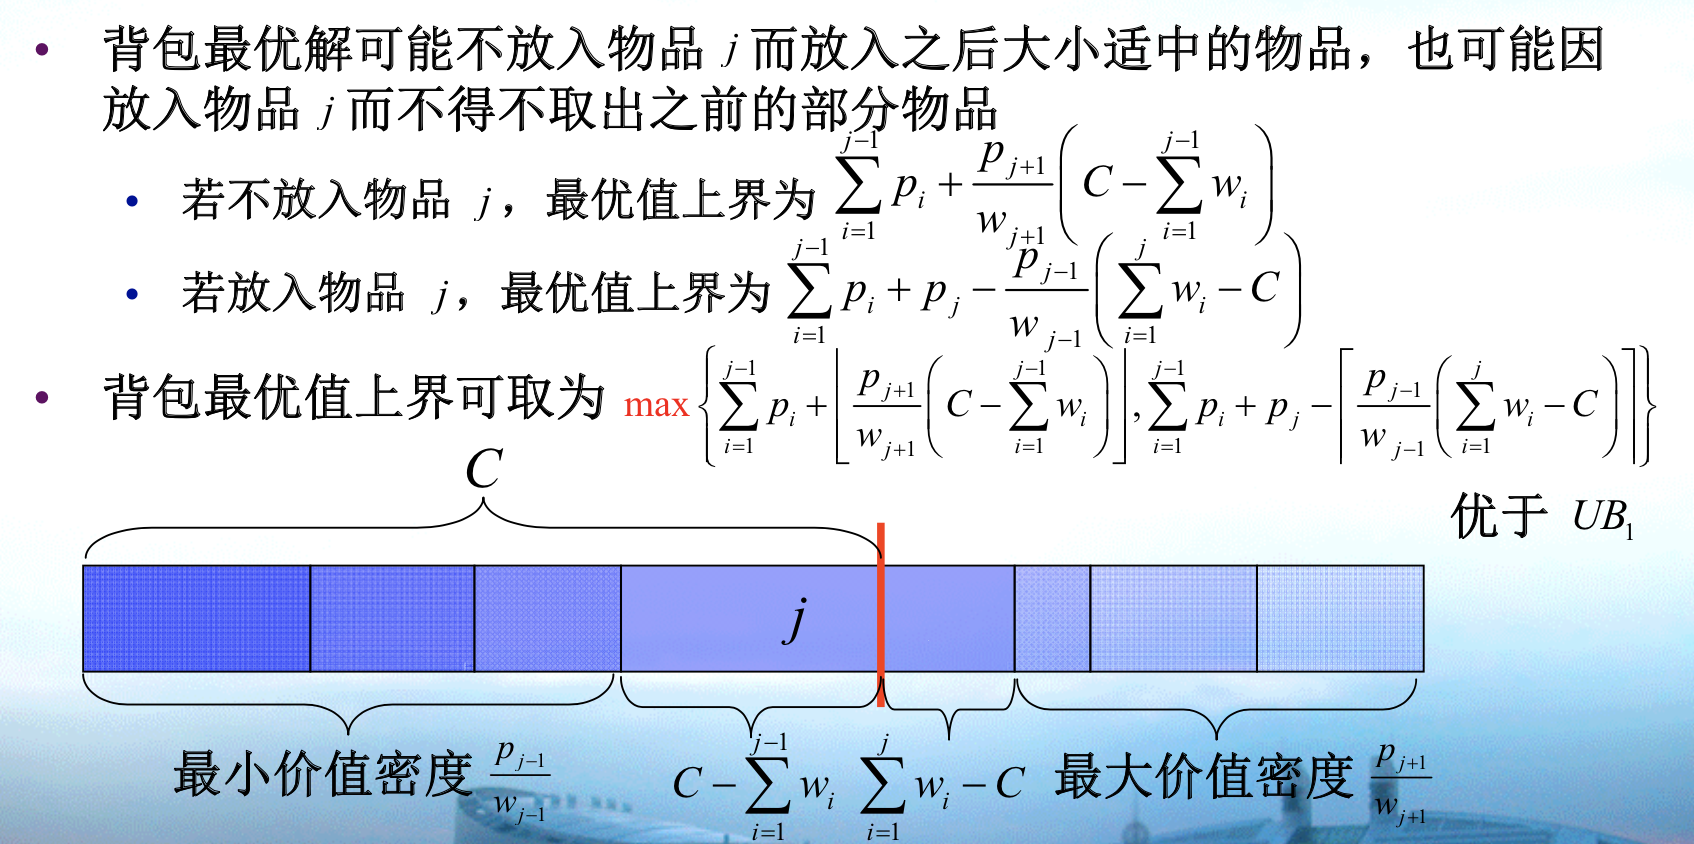 • 背包最优解可能不放入物品 j 而放入之后大小适中的物品，也可能因
放入物品 j 而不得不取出之前的部分物品
• 若不放入物品 j，最优值上界为 \sum_{i=1}^{j-1} p_i + \frac{p_{j+1}}{w_{j+1}} \left( C - \sum_{i=1}^{j-1} w_i \right)
• 若放入物品 j，最优值上界为 \sum_{i=1}^{j-1} p_i + p_j - \frac{p_{j-1}}{w_{j-1}} \left( \sum_{i=1}^{j} w_i - C \right)
• 背包最优值上界可取为 max \left\{ \sum_{i=1}^{j-1} p_i + \left\lfloor \frac{p_{j+1}}{w_{j+1}} \left( C - \sum_{i=1}^{j-1} w_i \right) \right\rfloor , \sum_{i=1}^{j-1} p_i + p_j - \left\lceil \frac{p_{j-1}}{w_{j-1}} \left( \sum_{i=1}^{j} w_i - C \right) \right\rceil \right\}
C
优于 UB_1
j
最小价值密度 \frac{p_{j-1}}{w_{j-1}}
C - \sum_{i=1}^{j-1} w_i
\sum_{i=1}^{j} w_i - C
最大价值密度 \frac{p_{j+1}}{w_{j+1}}